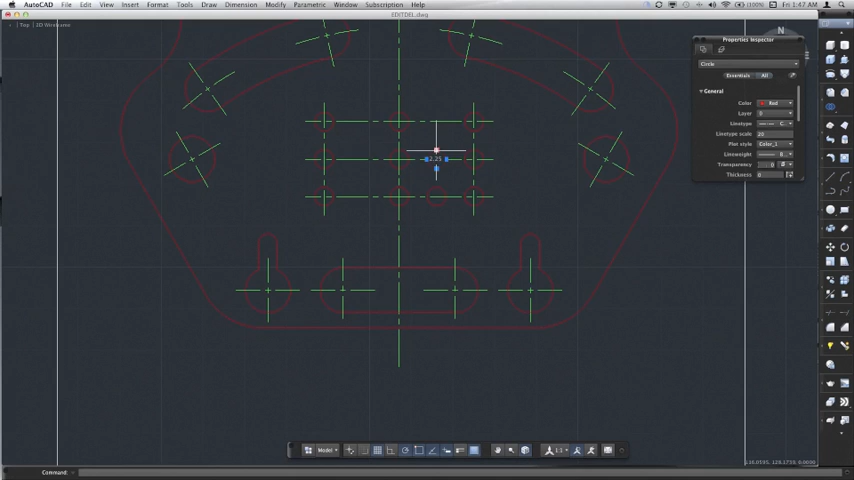 AutoCAD File Edit View Insert Format Tools Draw Dimension Modify Parametric Window Subscription Help (100%) Fri 1:47 AM
EDITDEL.dwg
| Top | 3D Wireframe
N
Properties Inspector
Circle
Essentials All
General
Color Red
Layer 0
Linetype C...
Linetype scale 20
Plot style Color_1
Lineweight B...
Transparency 0
Thickness 0
2.25
Model 1:1
Command: